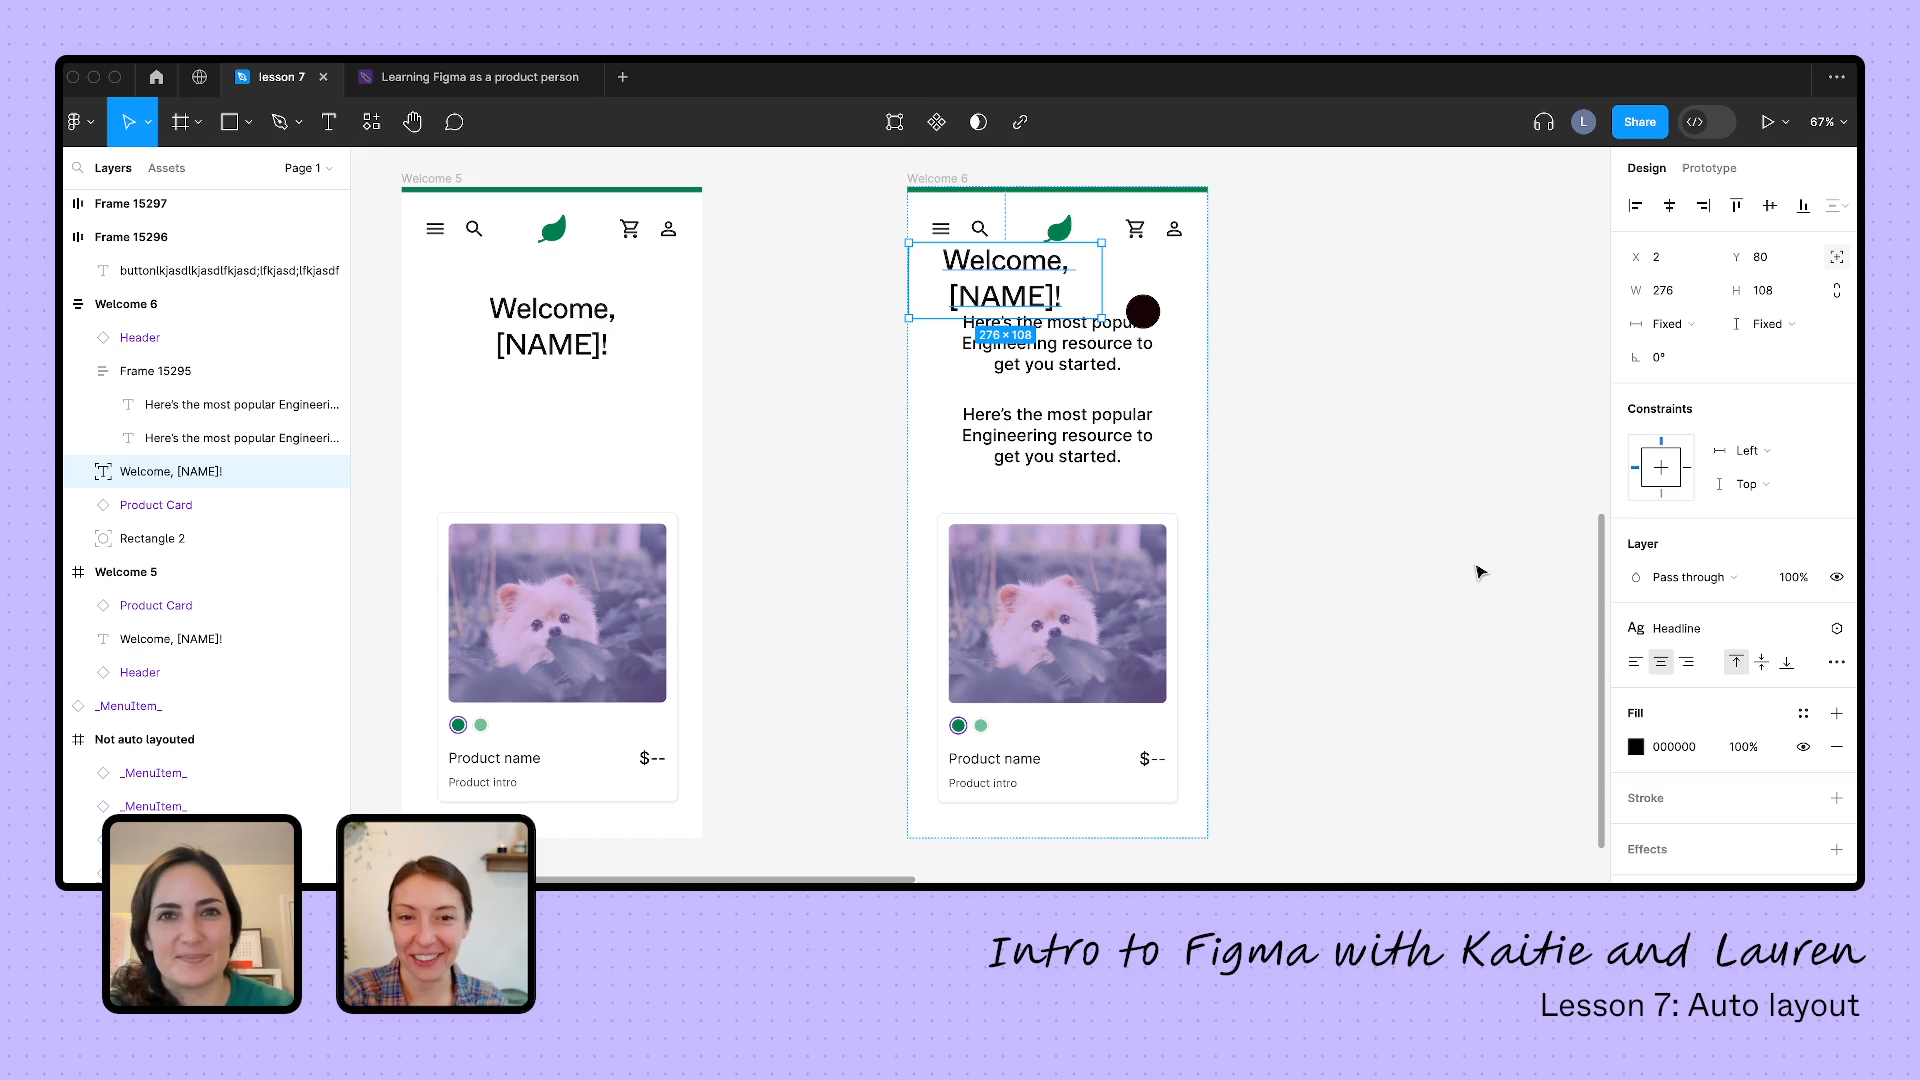 lesson 7
Learning Figma as a product person
L
Share
67%
Layers
Assets
Page 1
Frame 15297
Frame 15296
buttonlkjasdlkjasdlfkjasd;lfkjasd;lfkjasdf
Welcome 6
Header
Frame 15295
Here's the most popular Engineeri...
Here's the most popular Engineeri...
Welcome, [NAME]!
Product Card
Rectangle 2
Welcome 5
Product Card
Welcome, [NAME]!
Header
_MenuItem_
Not auto layouted
_MenuItem_
_MenuItem_
Welcome 5
Welcome,
[NAME]!
Product name
$--
Product intro
Welcome 6
Welcome,
[NAME]!
Here's the most popular
276 × 108
Engineering resource to
get you started.
Here's the most popular
Engineering resource to
get you started.
Product name
$--
Product intro
Design
Prototype
X 2
Y 80
W 276
H 108
Fixed
Fixed
0°
Constraints
Left
Top
Layer
Pass through
100%
Ag Headline
Fill
000000
100%
Stroke
Effects
Intro to Figma with Kaitie and Lauren
Lesson 7: Auto layout